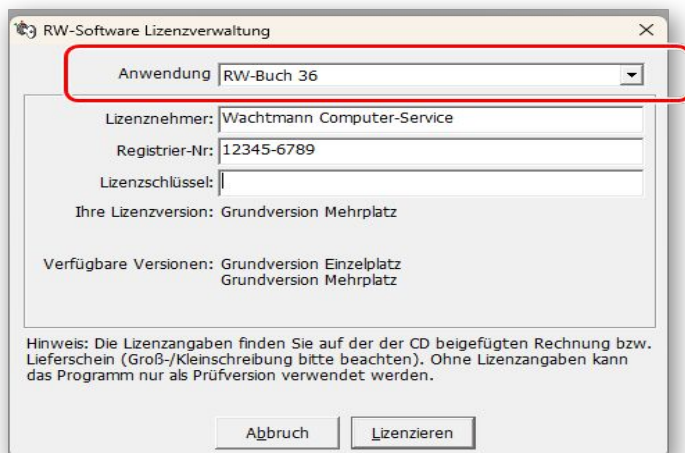 RW-Software Lizenzverwaltung
Anwendung RW-Buch 36
Lizenznehmer: Wachtmann Computer-Service
Registrier-Nr: 12345-6789
Lizenzschlüssel:
Ihre Lizenzversion: Grundversion Mehrplatz
Verfügbare Versionen: Grundversion Einzelplatz
Grundversion Mehrplatz
Hinweis: Die Lizenzangaben finden Sie auf der der CD beigefügten Rechnung bzw.
Lieferschein (Groß-/Kleinschreibung bitte beachten). Ohne Lizenzangaben kann
das Programm nur als Prüfversion verwendet werden.
Abbruch Lizenzieren